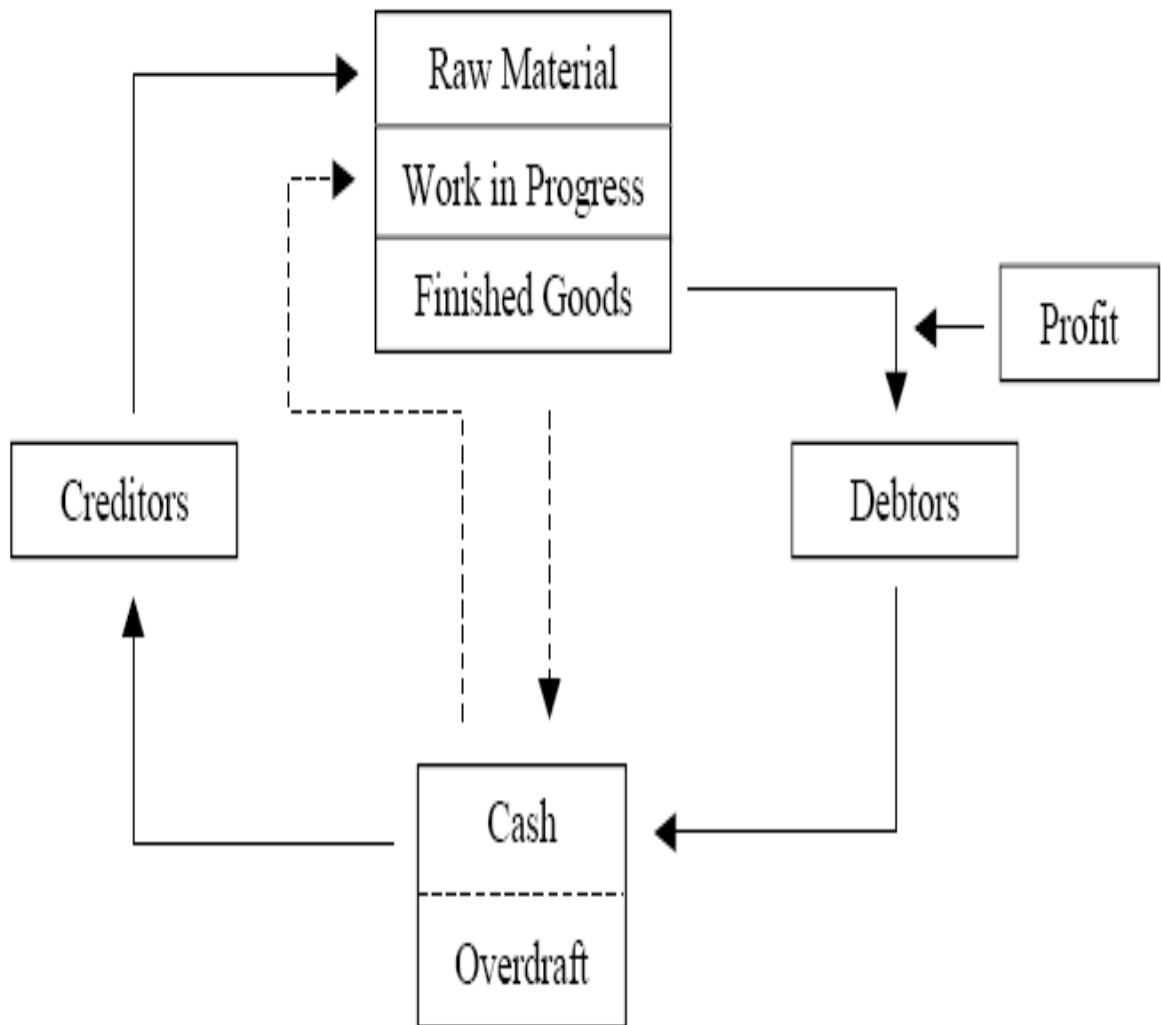 Raw Material
Work in Progress
Finished Goods
Profit
Creditors
Debtors
Cash
Overdraft